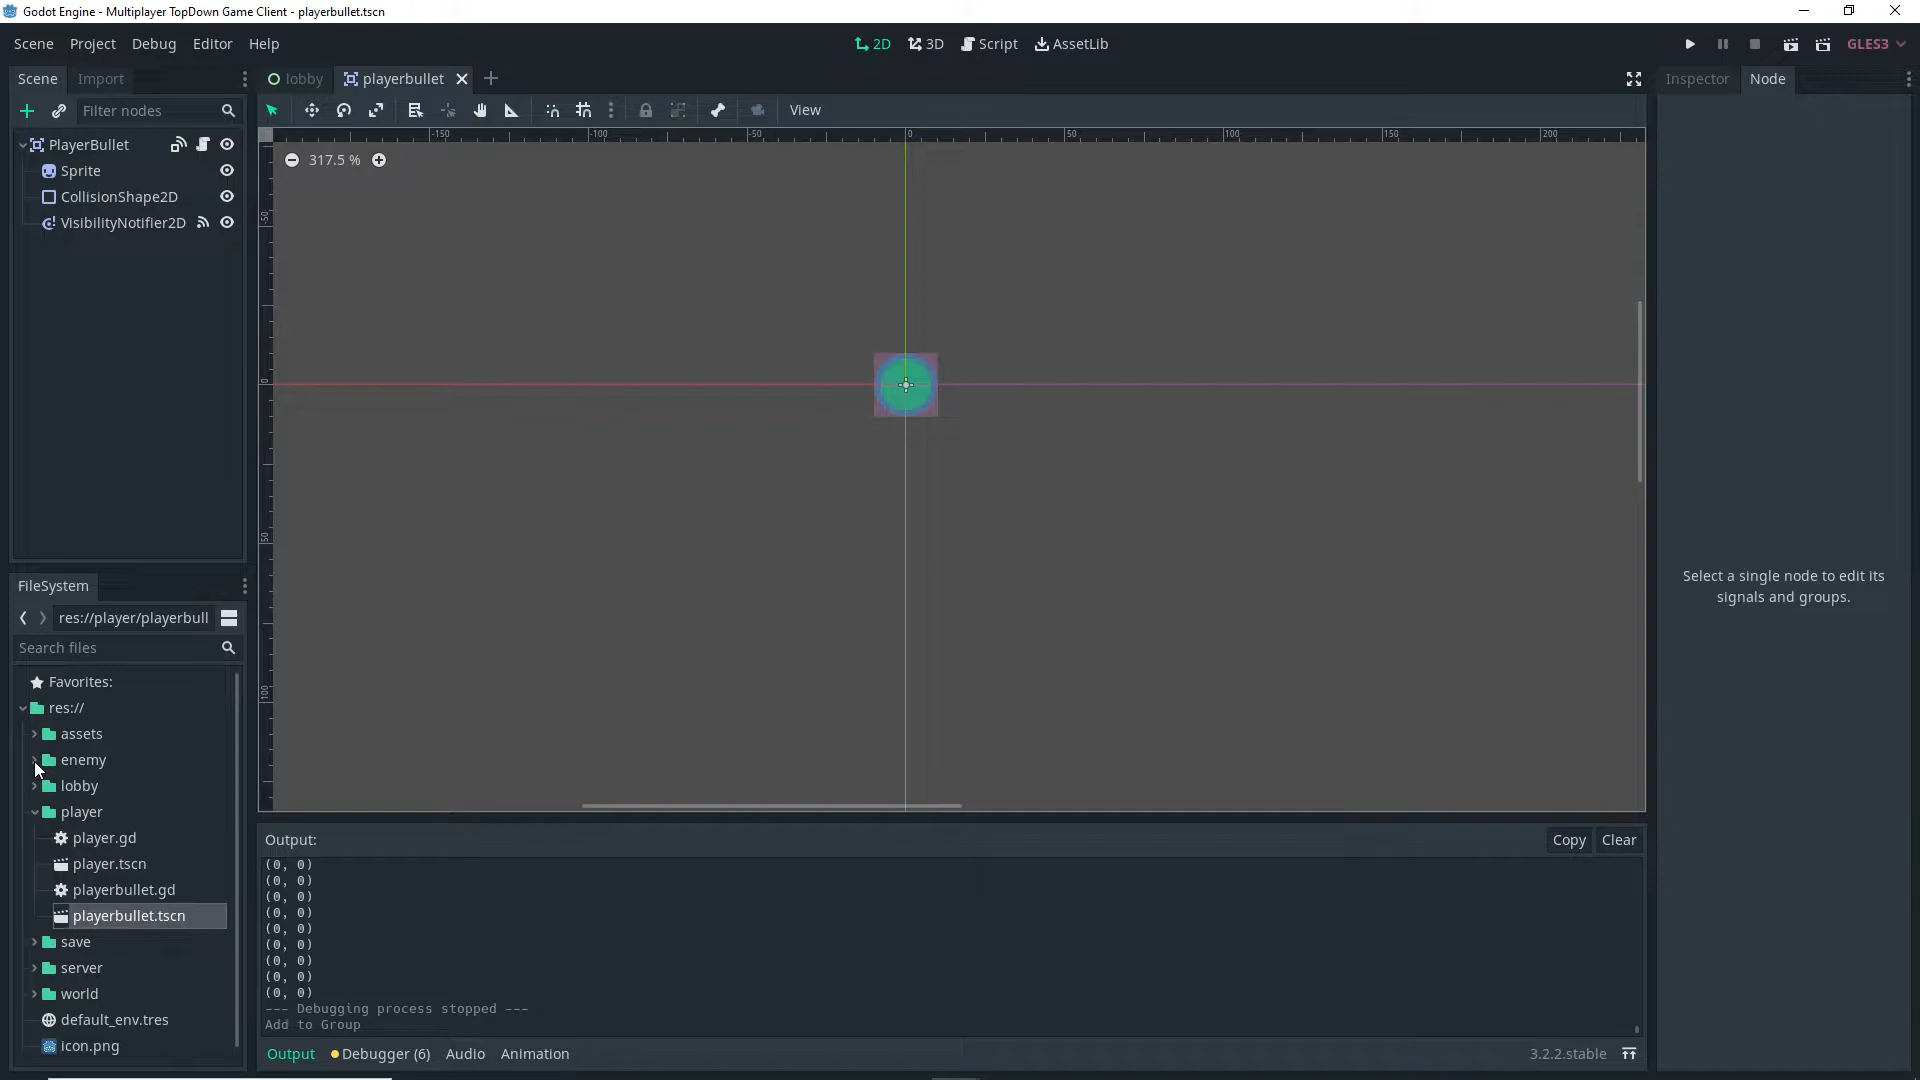 Godot Engine - Multiplayer TopDown Game Client - playerbullet.tscn
Scene Project Debug Editor Help
2D 3D Script AssetLib
GLES3
Scene Import
lobby playerbullet
Inspector Node
Filter nodes
View
PlayerBullet
Sprite
CollisionShape2D
VisibilityNotifier2D
-150 -100 -50 0 50 100 150 200
317.5 %
-50
0
50
100
Select a single node to edit its
signals and groups.
FileSystem
res://player/playerbull
Search files
Favorites:
res://
assets
enemy
lobby
player
player.gd
player.tscn
playerbullet.gd
playerbullet.tscn
save
server
world
default_env.tres
icon.png
Output:
Copy Clear
(0, 0)
(0, 0)
(0, 0)
(0, 0)
(0, 0)
(0, 0)
(0, 0)
(0, 0)
(0, 0)
--- Debugging process stopped ---
Add to Group
Output Debugger (6) Audio Animation
3.2.2.stable